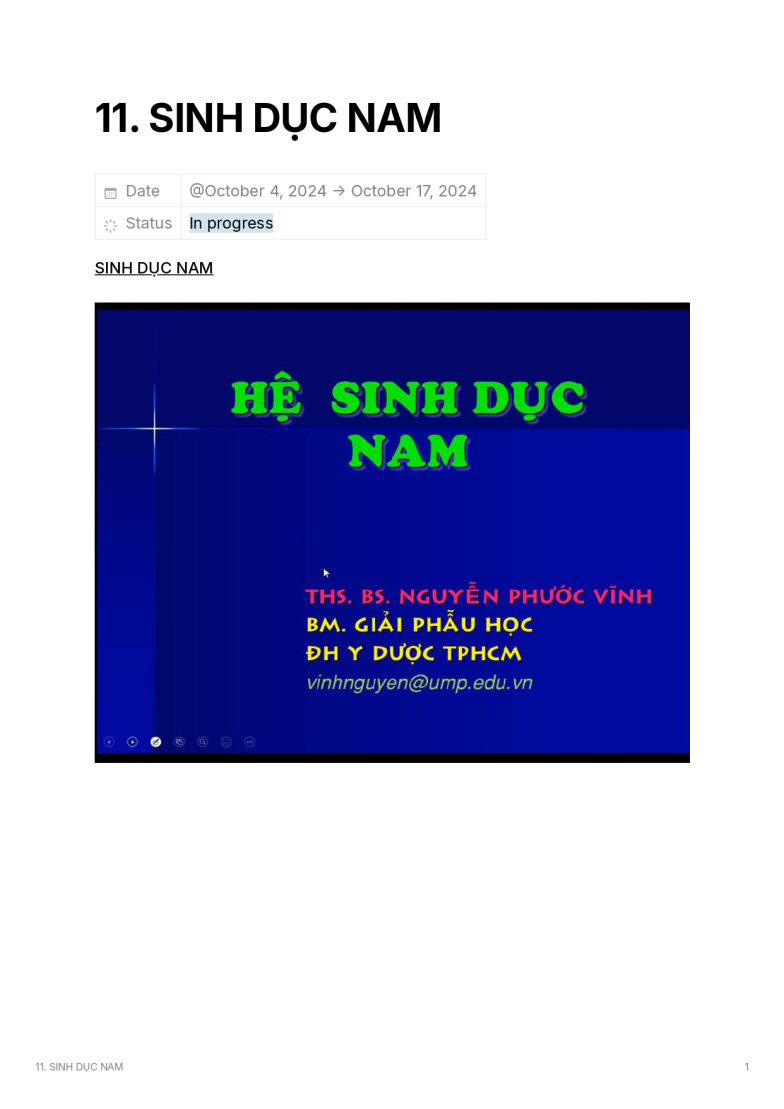 11. SINH DỤC NAM
Date @October 4, 2024 → October 17, 2024
Status In progress
SINH DỤC NAM
HỆ SINH DỤC
NAM
THS. BS. NGUYỄN PHƯỚC VĨNH
BM. GIẢI PHẪU HỌC
ĐH Y DƯỢC TPHCM
vinhnguyen@ump.edu.vn
11. SINH DỤC NAM 1